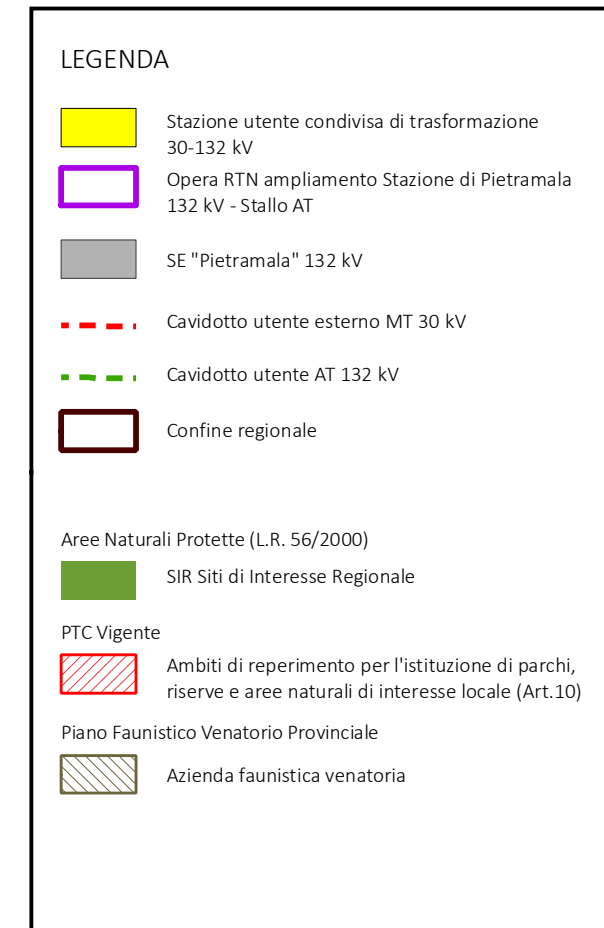 LEGENDA
Stazione utente condivisa di trasformazione
30-132 kV
Opera RTN ampliamento Stazione di Pietramala
132 kV - Stallo AT
SE "Pietramala" 132 kV
Cavidotto utente esterno MT 30 kV
Cavidotto utente AT 132 kV
Confine regionale
Aree Naturali Protette (L.R. 56/2000)
SIR Siti di Interesse Regionale
PTC Vigente
Ambiti di reperimento per l'istituzione di parchi,
riserve e aree naturali di interesse locale (Art.10)
Piano Faunistico Venatorio Provinciale
Azienda faunistica venatoria